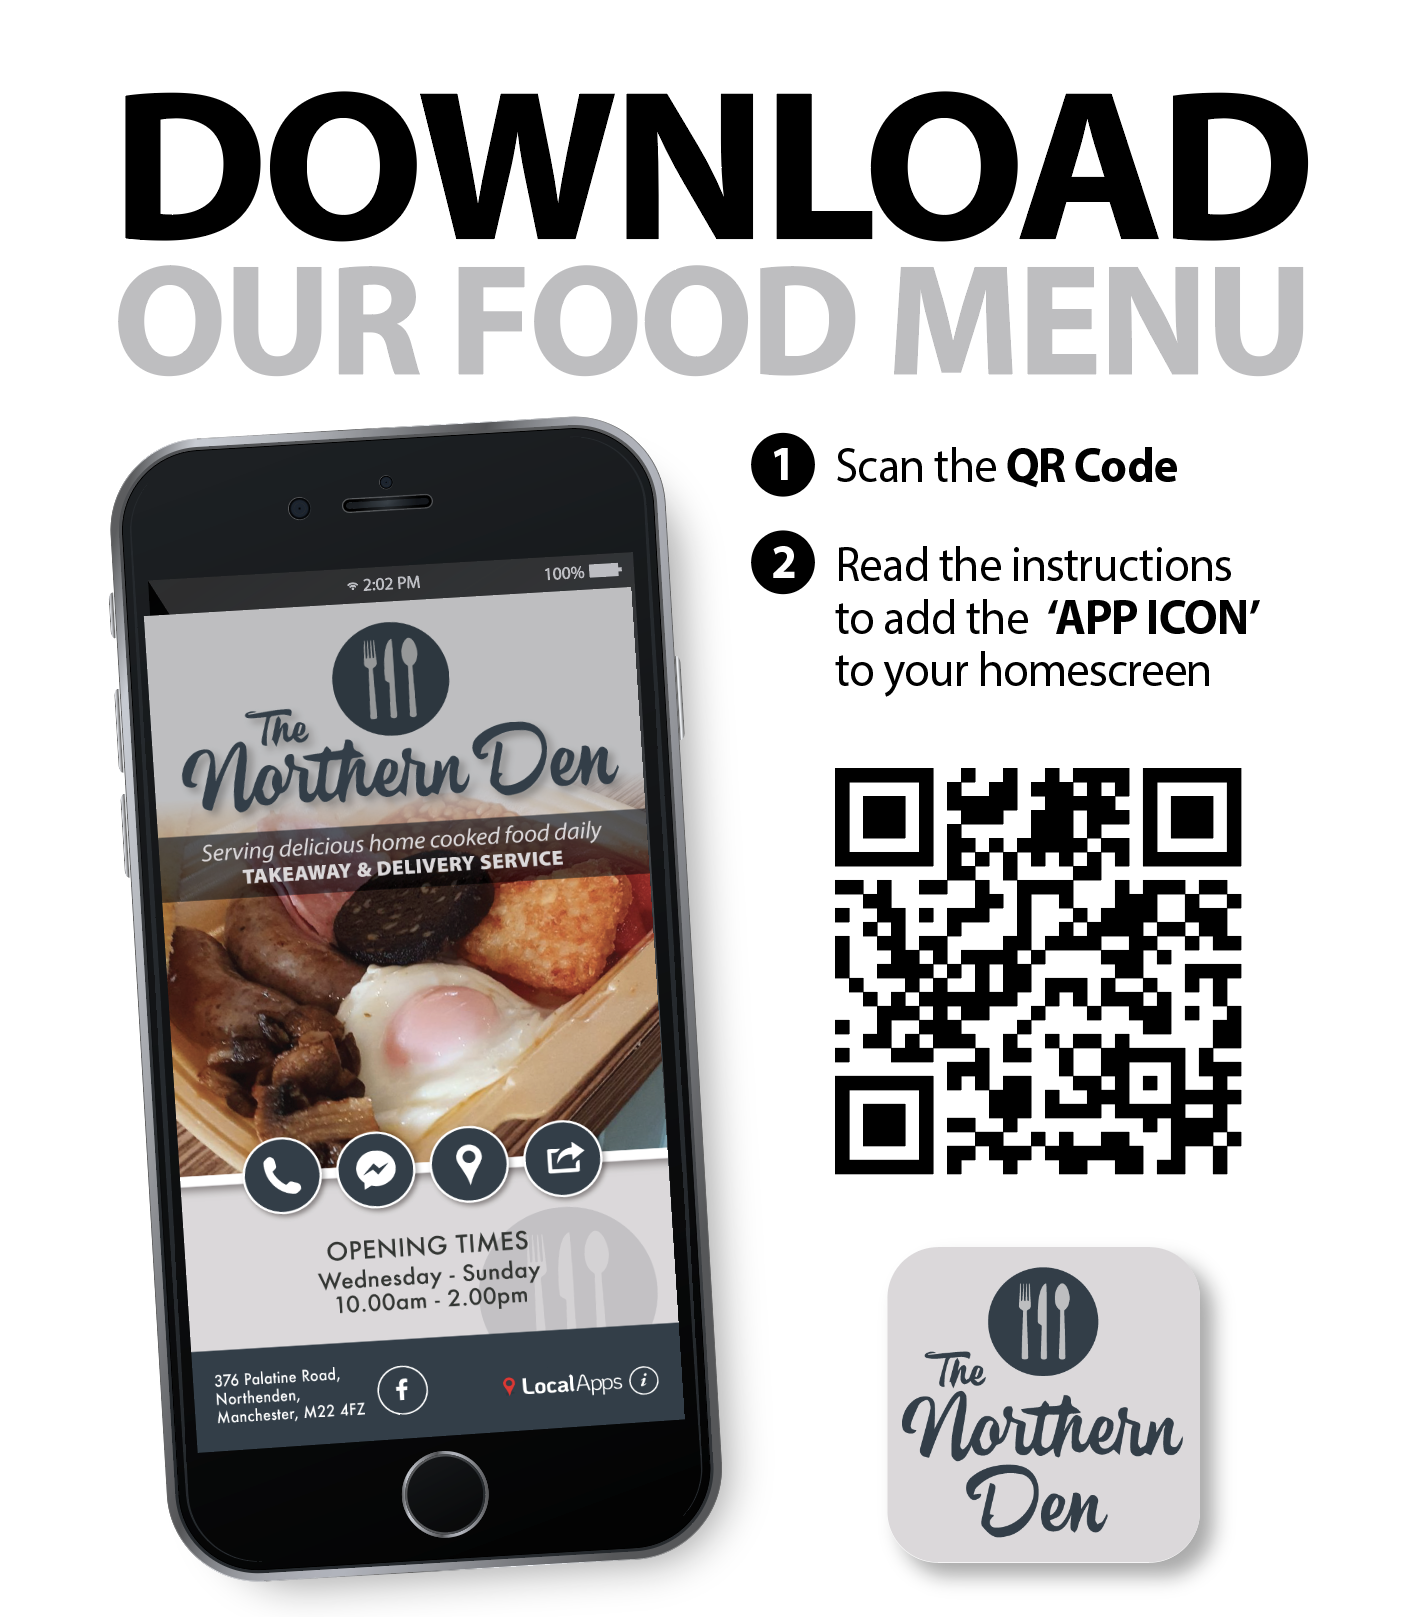 DOWNLOAD
OUR FOOD MENU
1 Scan the QR Code
2 Read the instructions
to add the ‘APP ICON’
to your homescreen
2:02 PM 100%
The
Northern Den
Serving delicious home cooked food daily
TAKEAWAY & DELIVERY SERVICE
OPENING TIMES
Wednesday - Sunday
10.00am - 2.00pm
376 Palatine Road,
Northenden,
Manchester, M22 4FZ
f
LocalApps i
The
Northern
Den